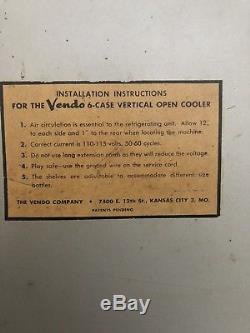 INSTALLATION INSTRUCTIONS
FOR THE Vendo 6-CASE VERTICAL OPEN COOLER
1. Air circulation is essential to the refrigerating unit. Allow 12"
to each side and 1" to the rear when locating the machine.
2. Correct current is 110-115 volts, 50-60 cycles.
3. Do not use long extension cords as they will reduce the voltage.
4. Play safe—use the ground wire on the service cord.
5. The shelves are adjustable to accommodate different size
bottles.
THE VENDO COMPANY • 7400 E. 12th St., KANSAS CITY 3, MO.
PATENTS PENDING